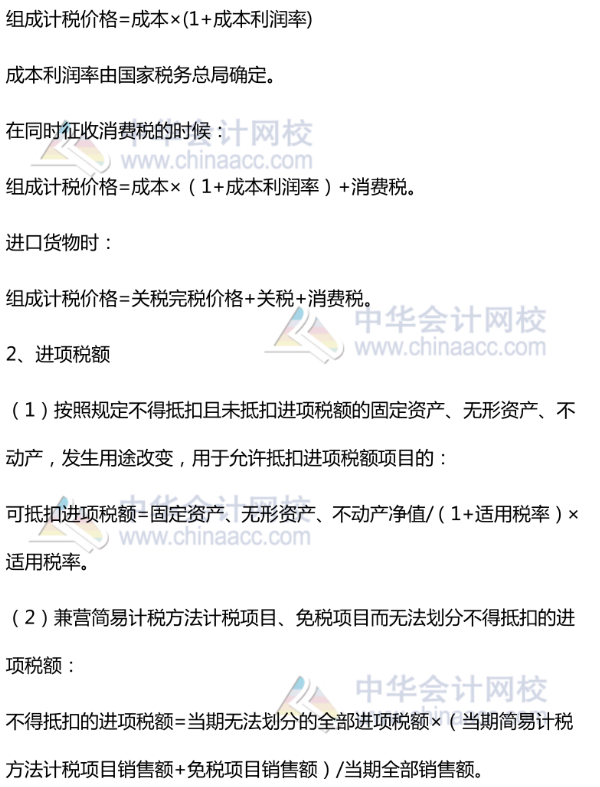 组成计税价格=成本×(1+成本利润率)
成本利润率由国家税务总局确定。
在同时征收消费税的时候：
中华会计网校
www.chinaacc.com
组成计税价格=成本×（1+成本利润率）+消费税。
进口货物时：
组成计税价格=关税完税价格+关税+消费税。
中华会计网校
www.chinaacc.com
2、进项税额
（1）按照规定不得抵扣且未抵扣进项税额的固定资产、无形资产、不
动产，发生用途改变，用于允许抵扣进项税额项目的：
中华会计网校
可抵扣进项税额=固定资产、无形资产、不动产净值/（1+适用税率）×
www.chinaacc.com
适用税率。
（2）兼营简易计税方法计税项目、免税项目而无法划分不得抵扣的进
项税额：
中华会计网校
www.chinaacc.com
不得抵扣的进项税额=当期无法划分的全部进项税额×（当期简易计税
方法计税项目销售额+免税项目销售额）/当期全部销售额。